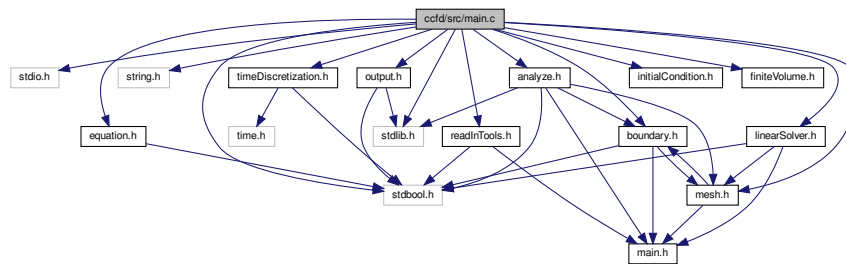 ccfd/src/main.c
stdio.h
string.h
timeDiscretization.h
output.h
analyze.h
initialCondition.h
finiteVolume.h
equation.h
time.h
stdlib.h
readInTools.h
boundary.h
linearSolver.h
stdbool.h
mesh.h
main.h